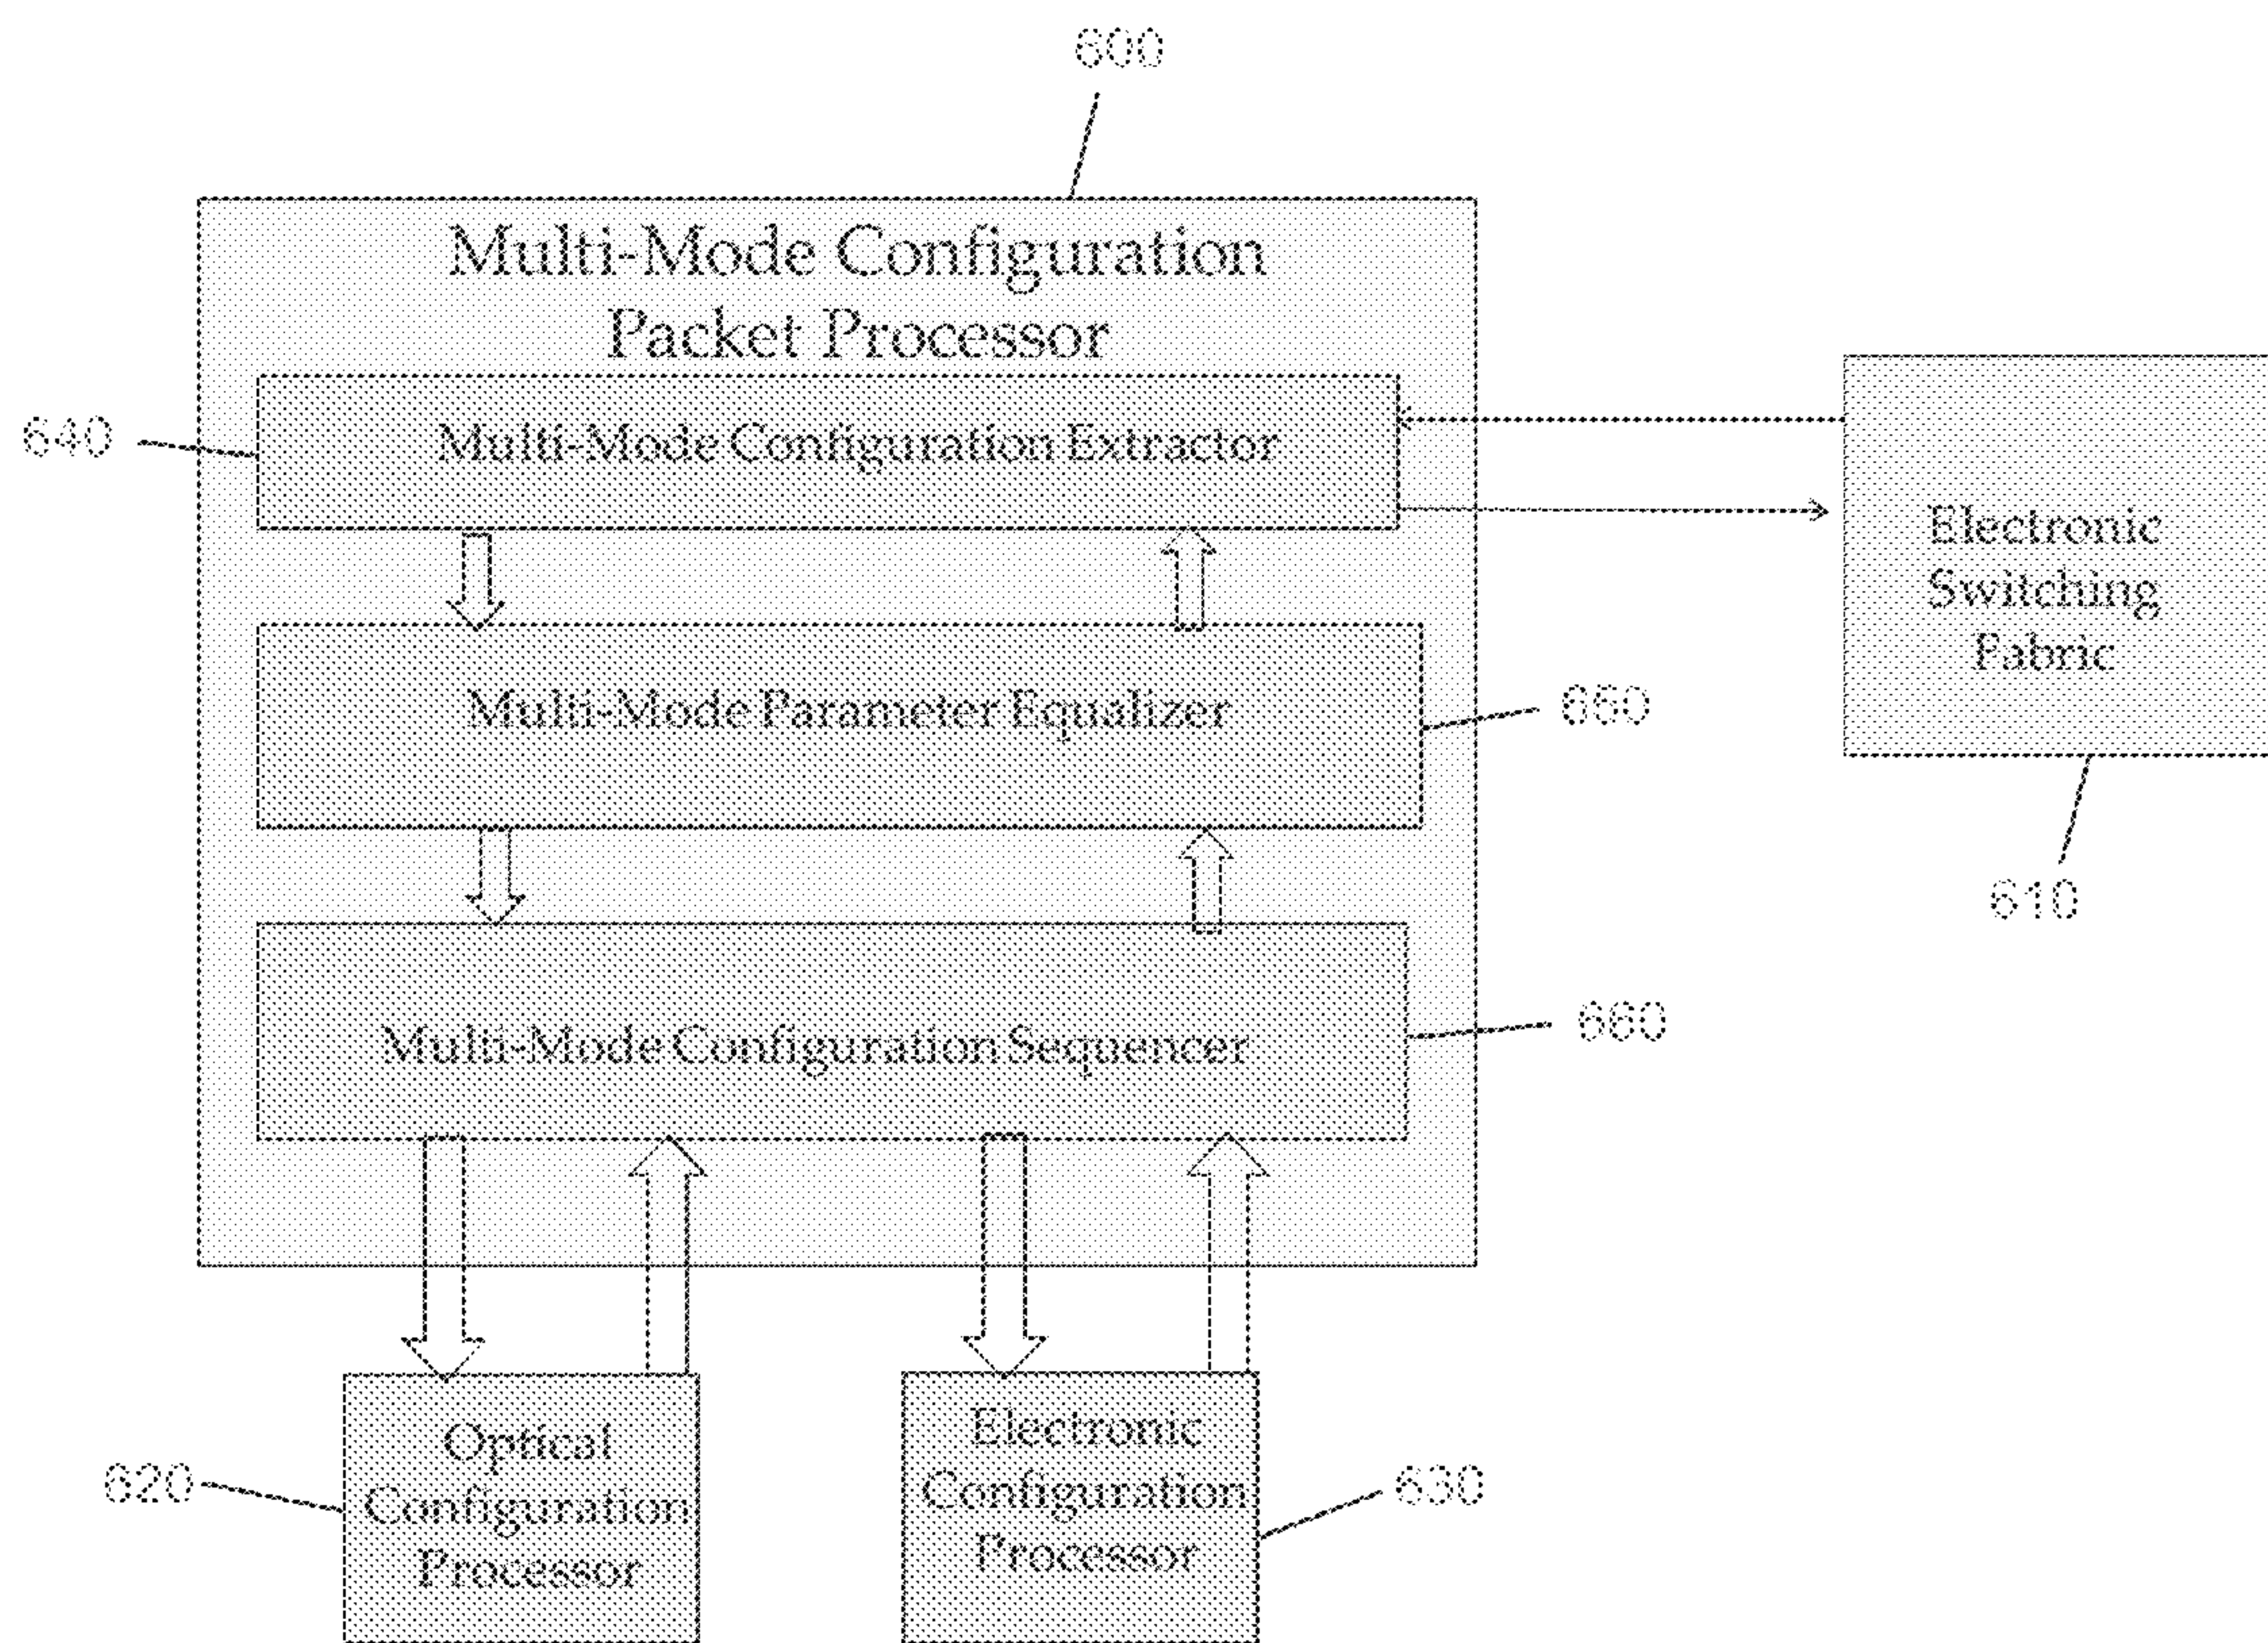 600
Multi-Mode Configuration
Packet Processor
640
Multi-Mode Configuration Extractor
Electronic
Switching
Fabric
Multi-Mode Parameter Equalizer
650
610
Multi-Mode Configuration Sequencer
660
620
Optical
Configuration
Processor
Electronic
Configuration
Processor
630